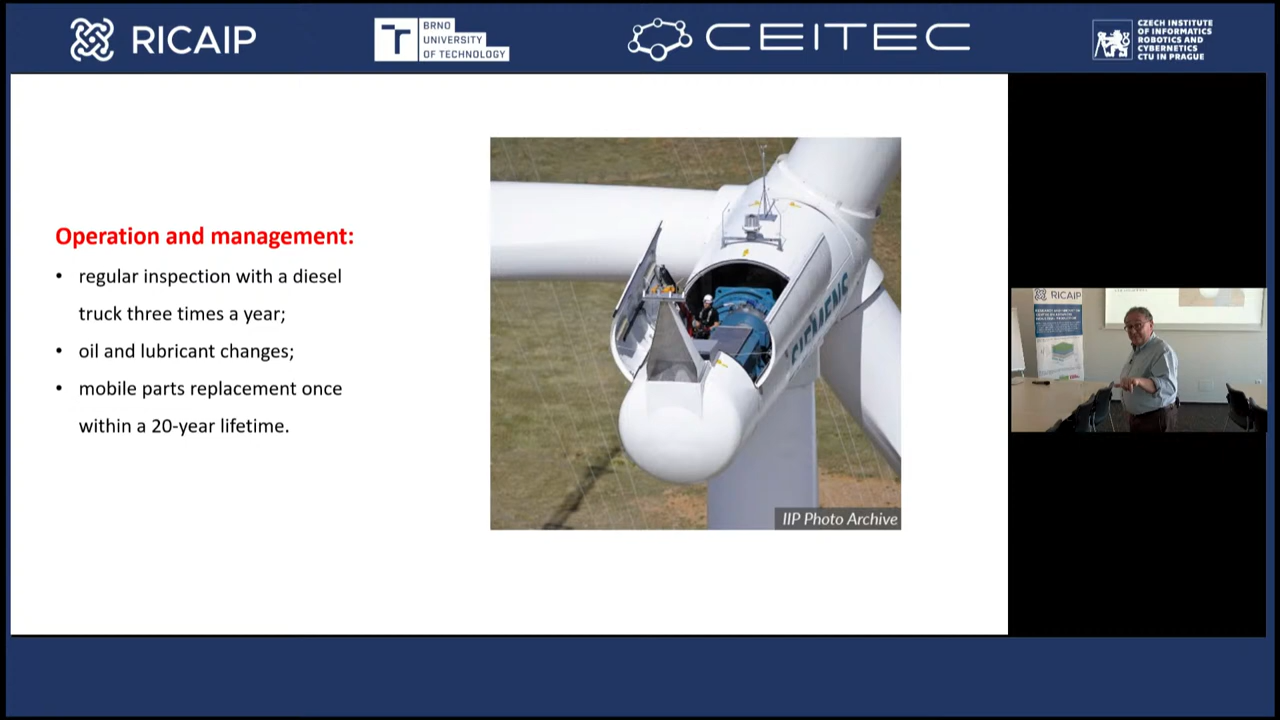 RICAIP
BRNO
UNIVERSITY
OF TECHNOLOGY
CEITEC
CZECH INSTITUTE
OF INFORMATICS
ROBOTICS AND
CYBERNETICS
CTU IN PRAGUE
Operation and management:
• regular inspection with a diesel
truck three times a year;
• oil and lubricant changes;
• mobile parts replacement once
within a 20-year lifetime.
SIEMENS
IIP Photo Archive
RICAIP